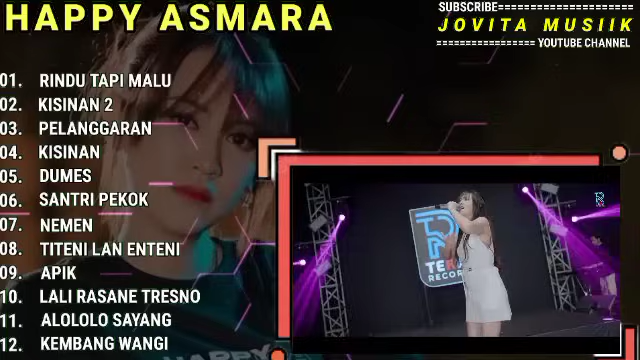 HAPPY ASMARA
SUBSCRIBE=====================
JOVITA MUSIIK
================ YOUTUBE CHANNEL
01. RINDU TAPI MALU
02. KISINAN 2
03. PELANGGARAN
04. KISINAN
05. DUMES
06. SANTRI PEKOK
07. NEMEN
08. TITENI LAN ENTENI
09. APIK
10. LALI RASANE TRESNO
11. ALOLOLO SAYANG
12. KEMBANG WANGI
HAPPY